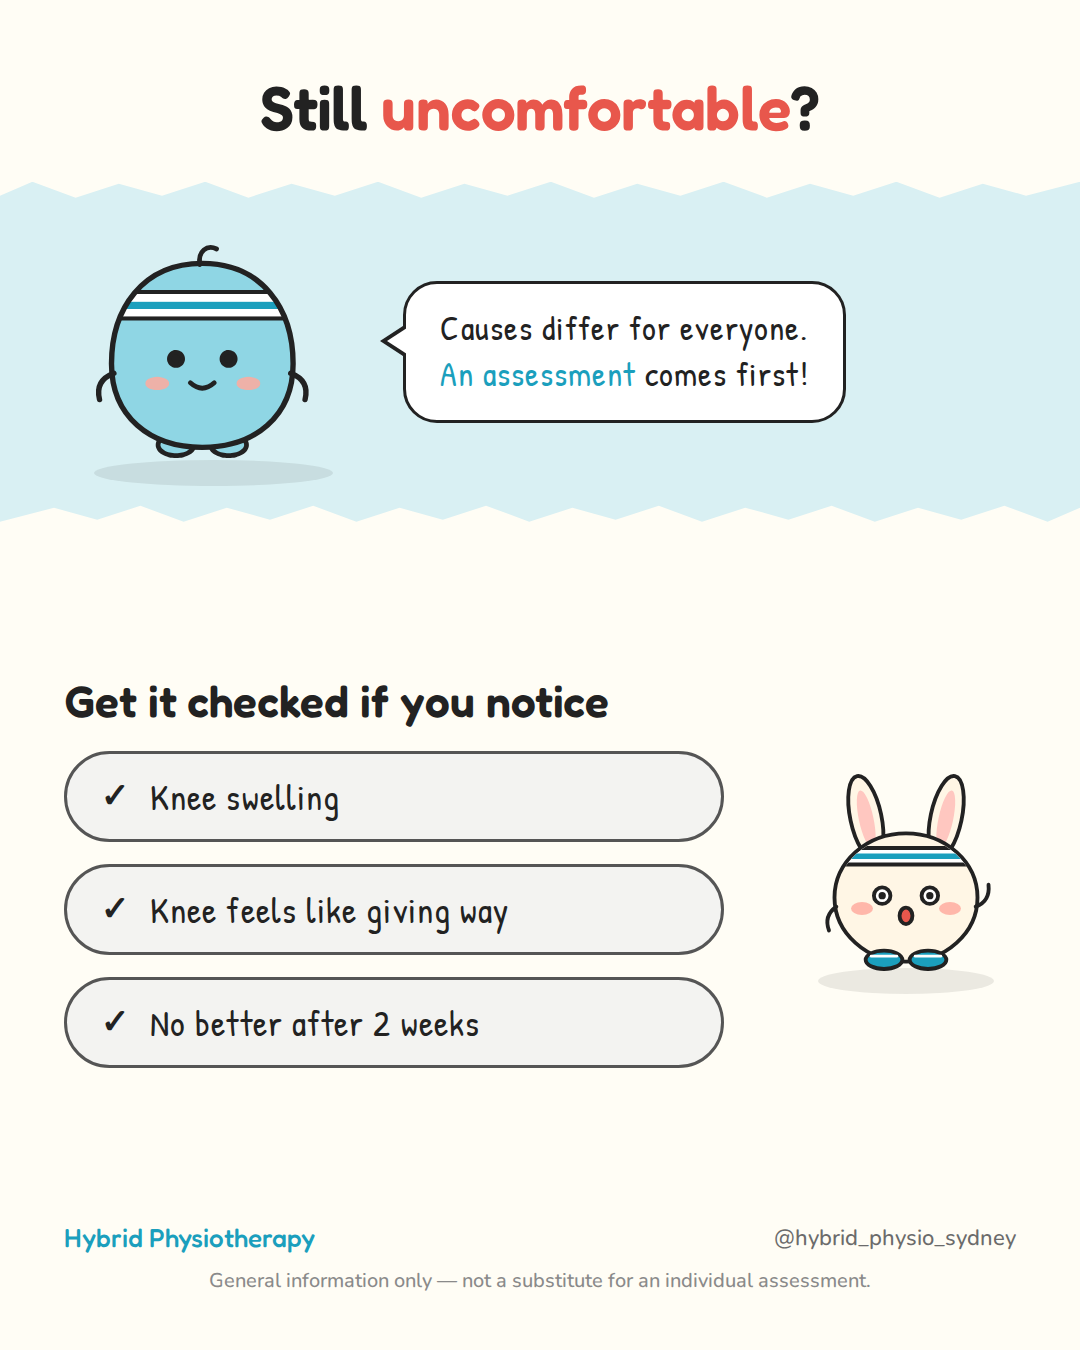 Still uncomfortable?
Causes differ for everyone.
An assessment comes first!
Get it checked if you notice
✓ Knee swelling
✓ Knee feels like giving way
✓ No better after 2 weeks
Hybrid Physiotherapy
@hybrid_physio_sydney
General information only — not a substitute for an individual assessment.